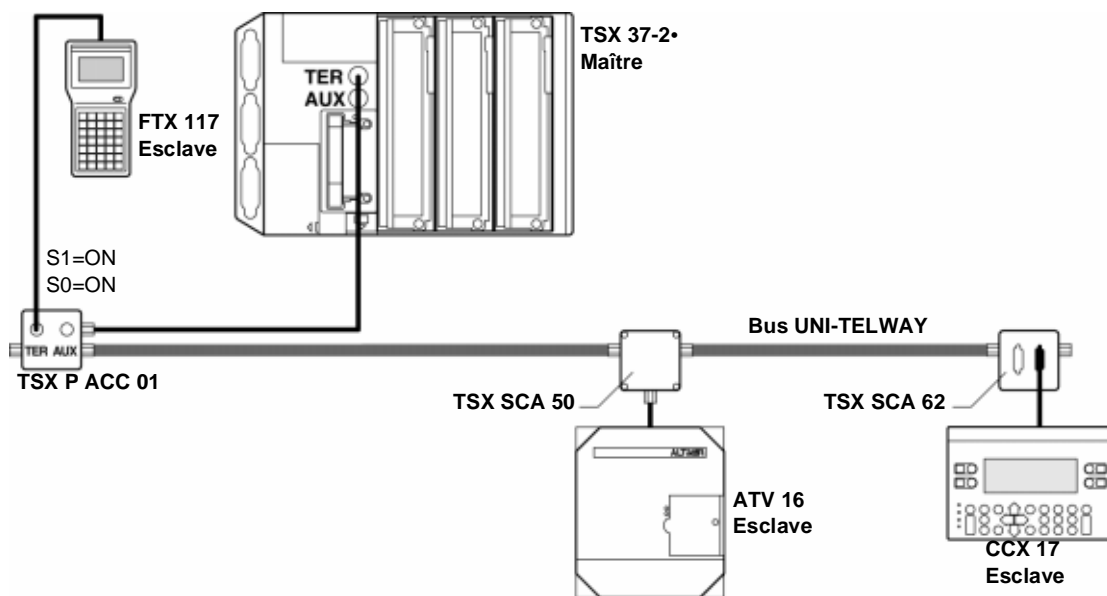 TSX 37-2•
Maître
TER
AUX
FTX 117
Esclave
S1=ON
S0=ON
TER AUX
TSX P ACC 01
Bus UNI-TELWAY
TSX SCA 50
TSX SCA 62
ATV 16
Esclave
CCX 17
Esclave